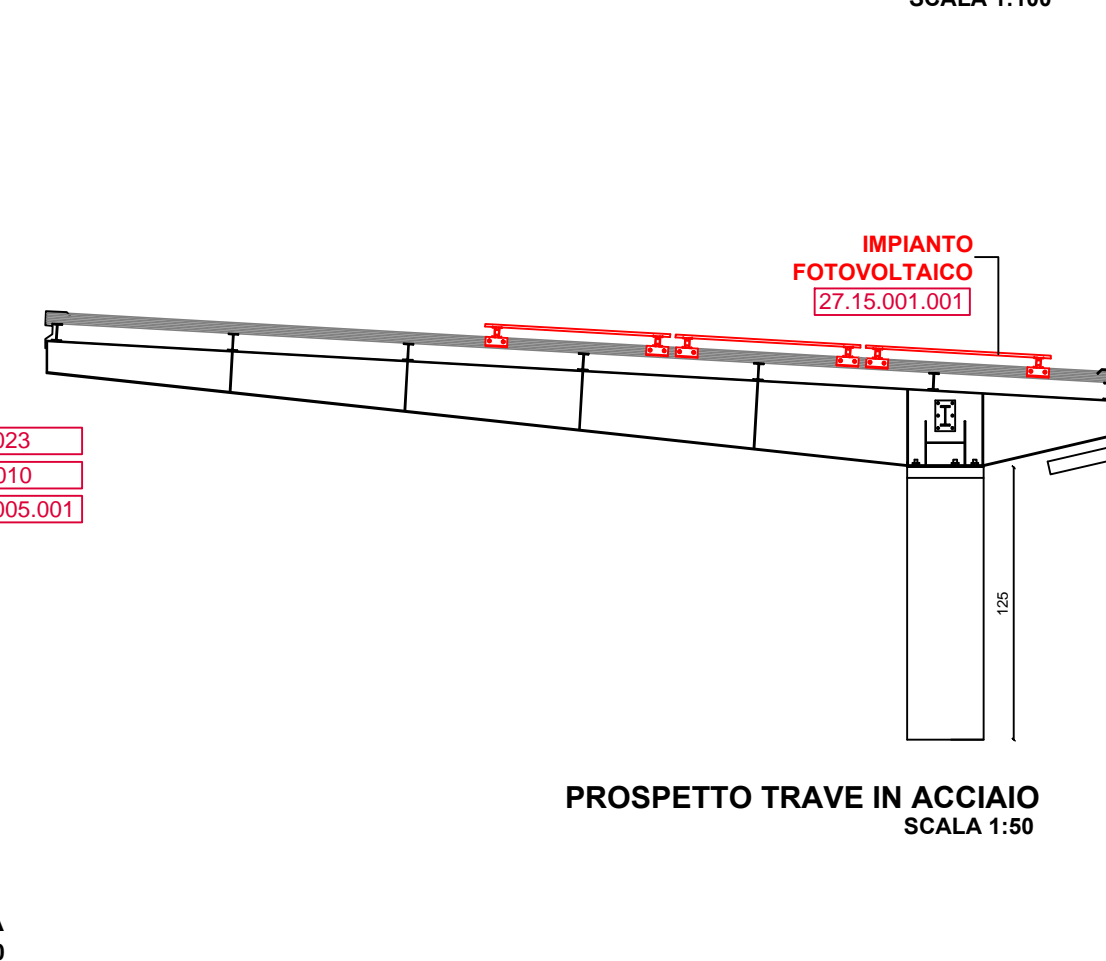 SCALA 1:100
IMPIANTO
FOTOVOLTAICO
27.15.001.001
023
010
005.001
125
PROSPETTO TRAVE IN ACCIAIO
SCALA 1:50
A
0